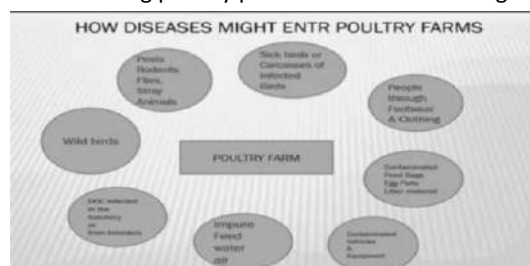 HOW DISEASES MIGHT ENTR POULTRY FARMS
Pests
Rodents
Flies,
Stray
Animals
Sick birds or
Carcasses of
Infected
Birds
People
through
Footwear
& Clothing
Wild birds
POULTRY FARM
Contaminated
Feed Bags
Egg Flats
Litter material
DOC Infected
at the
hatchery
or
from breeders
Impure
Feed
water
air
Contaminated
Vehicles
&
Equipment